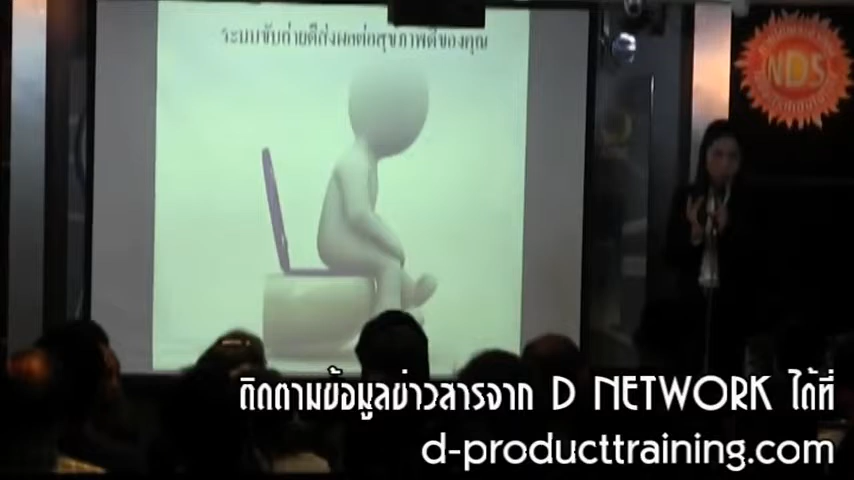 ระบบขับถ่ายดีส่งผลต่อสุขภาพดีของคุณ
NDS
ติดตามข้อมูลข่าวสารจาก D NETWORK ได้ที่
d-producttraining.com